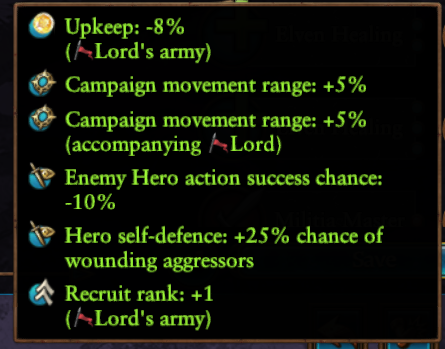 Upkeep: -8%
(Lord's army)
Campaign movement range: +5%
Campaign movement range: +5%
(accompanying Lord)
Enemy Hero action success chance:
-10%
Hero self-defence: +25% chance of
wounding aggressors
Recruit rank: +1
(Lord's army)